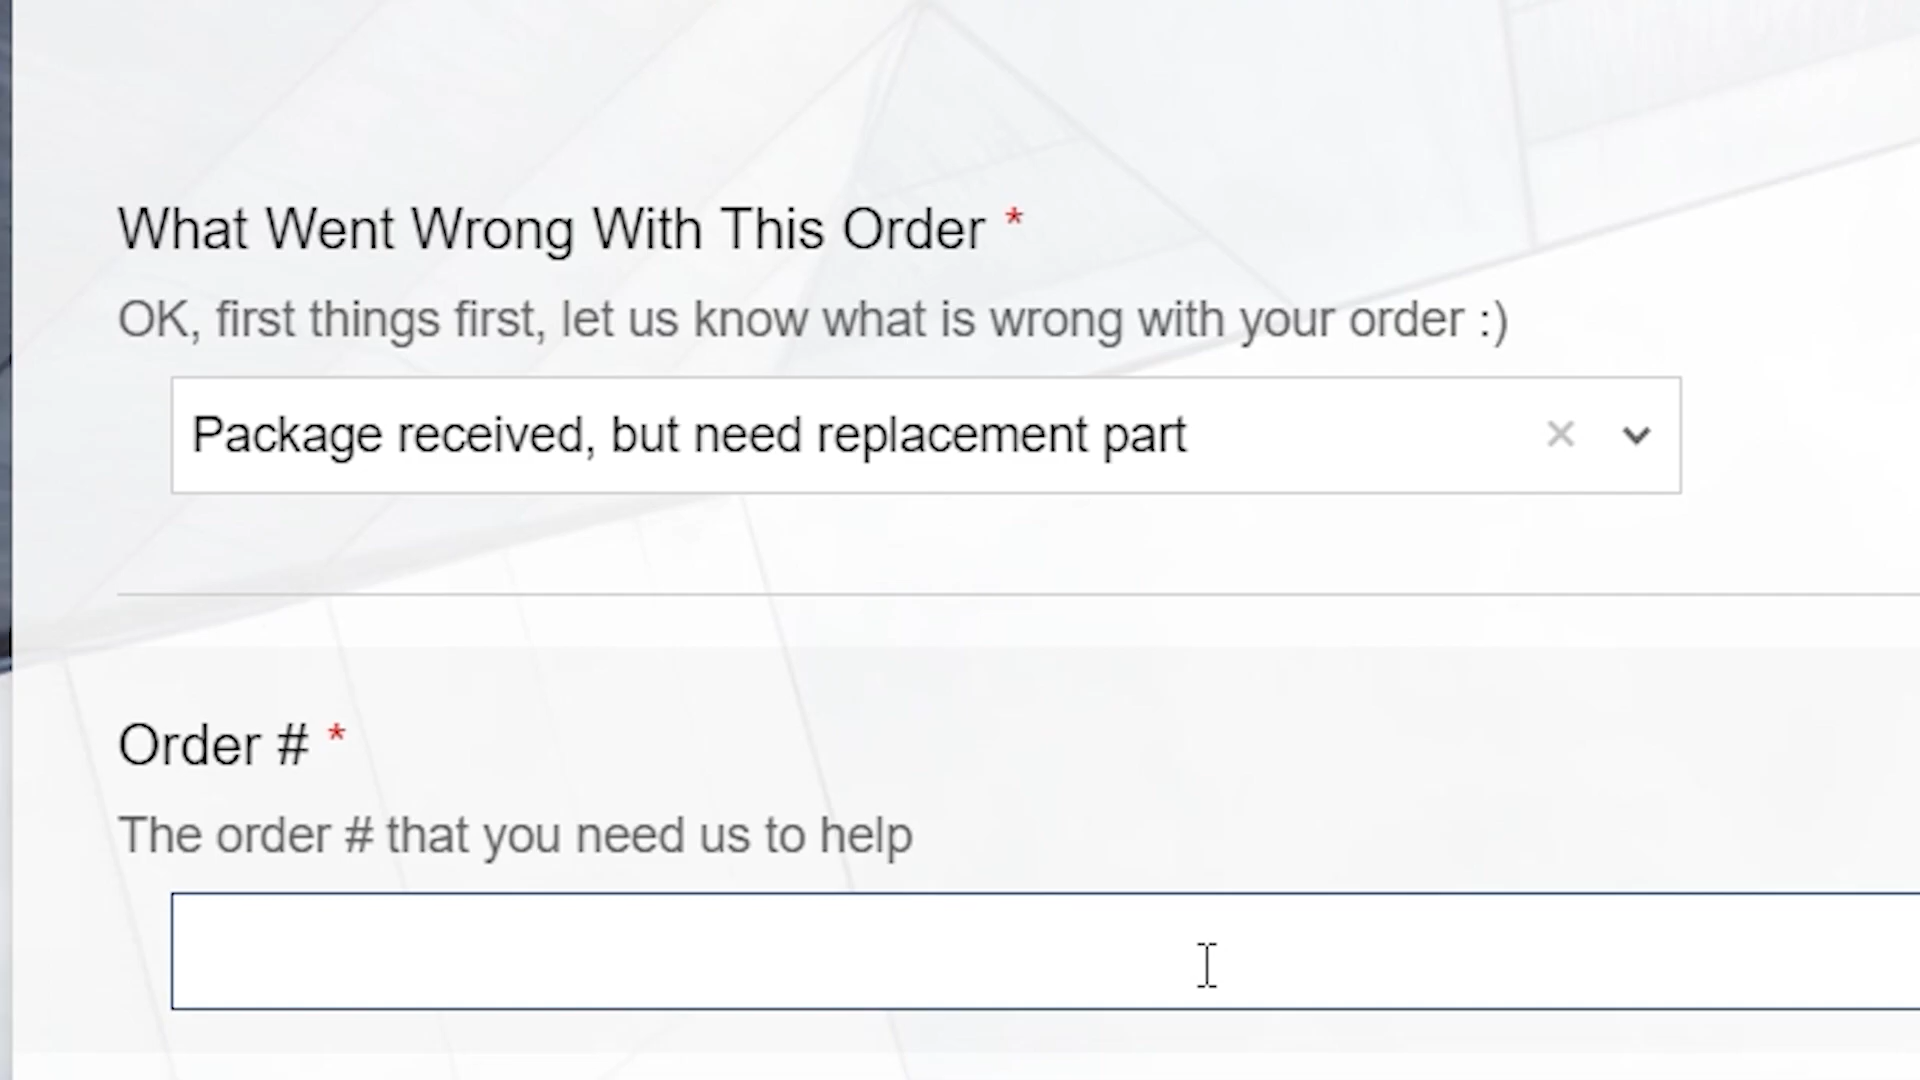 What Went Wrong With This Order *
OK, first things first, let us know what is wrong with your order :)
Package received, but need replacement part
Order # *
The order # that you need us to help